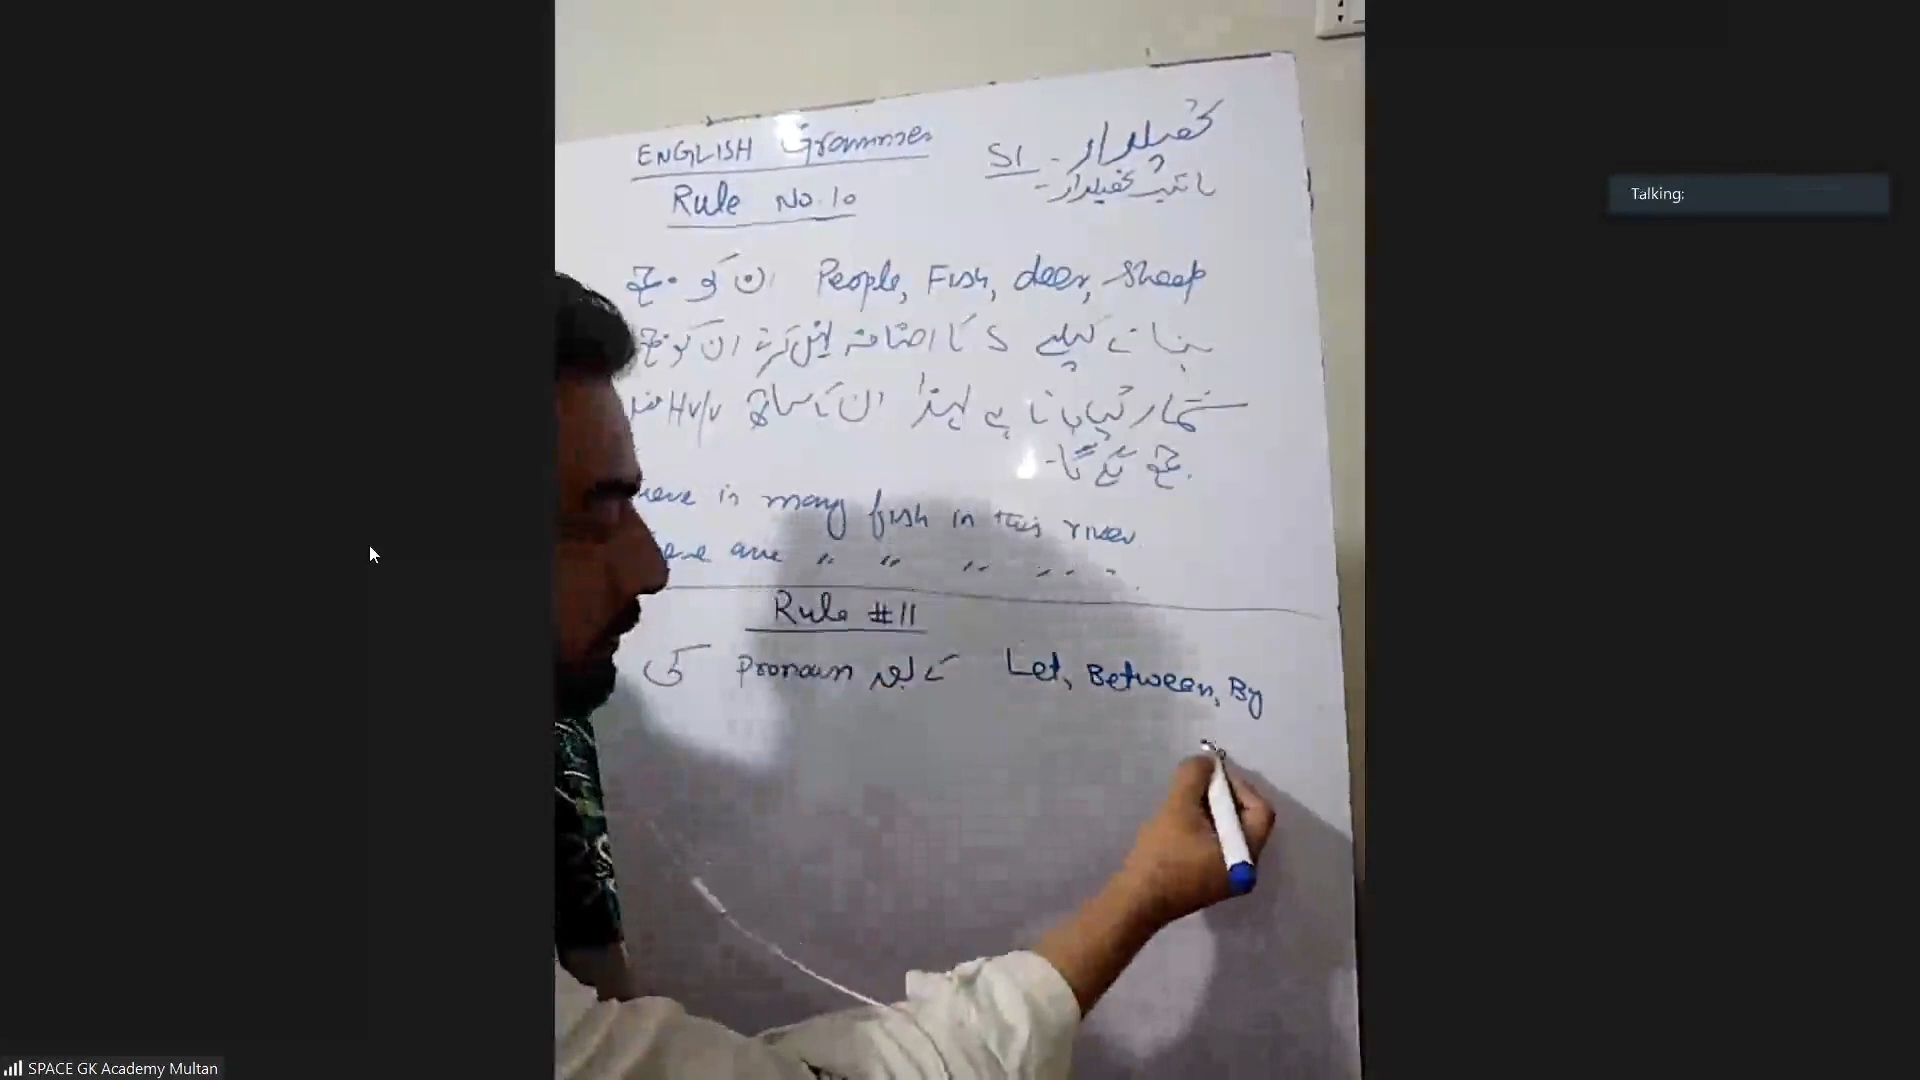 ENGLISH Grammer
تحصیلدار - SI
Rule No. 10
نائب تحصیلدار -
People, Fish, deer, Sheep ان کو جمع
بنانے کیلئے S کا اضافہ نہیں کرتے ان کو جمع
شمار کیا جاتا ہے لہذا ان کے ساتھ HV/V
جمع لگے گا -
is many fish in this river
are " " " " "
Rule #11
Let, Between, By کے بعد Pronoun کی
Talking:
SPACE GK Academy Multan